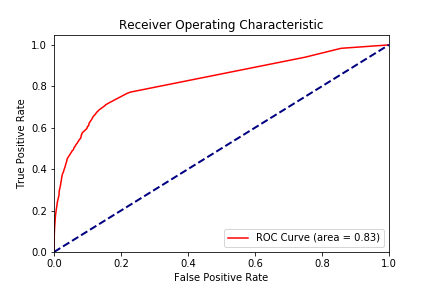 Receiver Operating Characteristic
1.0
0.8
0.6
0.4
0.2
0.0
True Positive Rate
ROC Curve (area = 0.83)
0.0 0.2 0.4 0.6 0.8 1.0
False Positive Rate